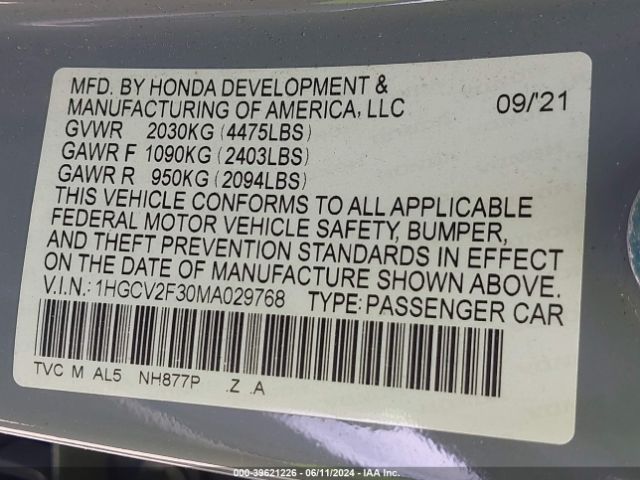 MFD. BY HONDA DEVELOPMENT &
MANUFACTURING OF AMERICA, LLC 09/'21
GVWR 2030KG (4475LBS)
GAWR F 1090KG (2403LBS)
GAWR R 950KG (2094LBS)
THIS VEHICLE CONFORMS TO ALL APPLICABLE
FEDERAL MOTOR VEHICLE SAFETY, BUMPER,
AND THEFT PREVENTION STANDARDS IN EFFECT
ON THE DATE OF MANUFACTURE SHOWN ABOVE.
V.I.N.: 1HGCV2F30MA029768 TYPE: PASSENGER CAR
TVC M AL5 NH877P .Z .A
000-39621226 - 06/11/2024 - IAA Inc.